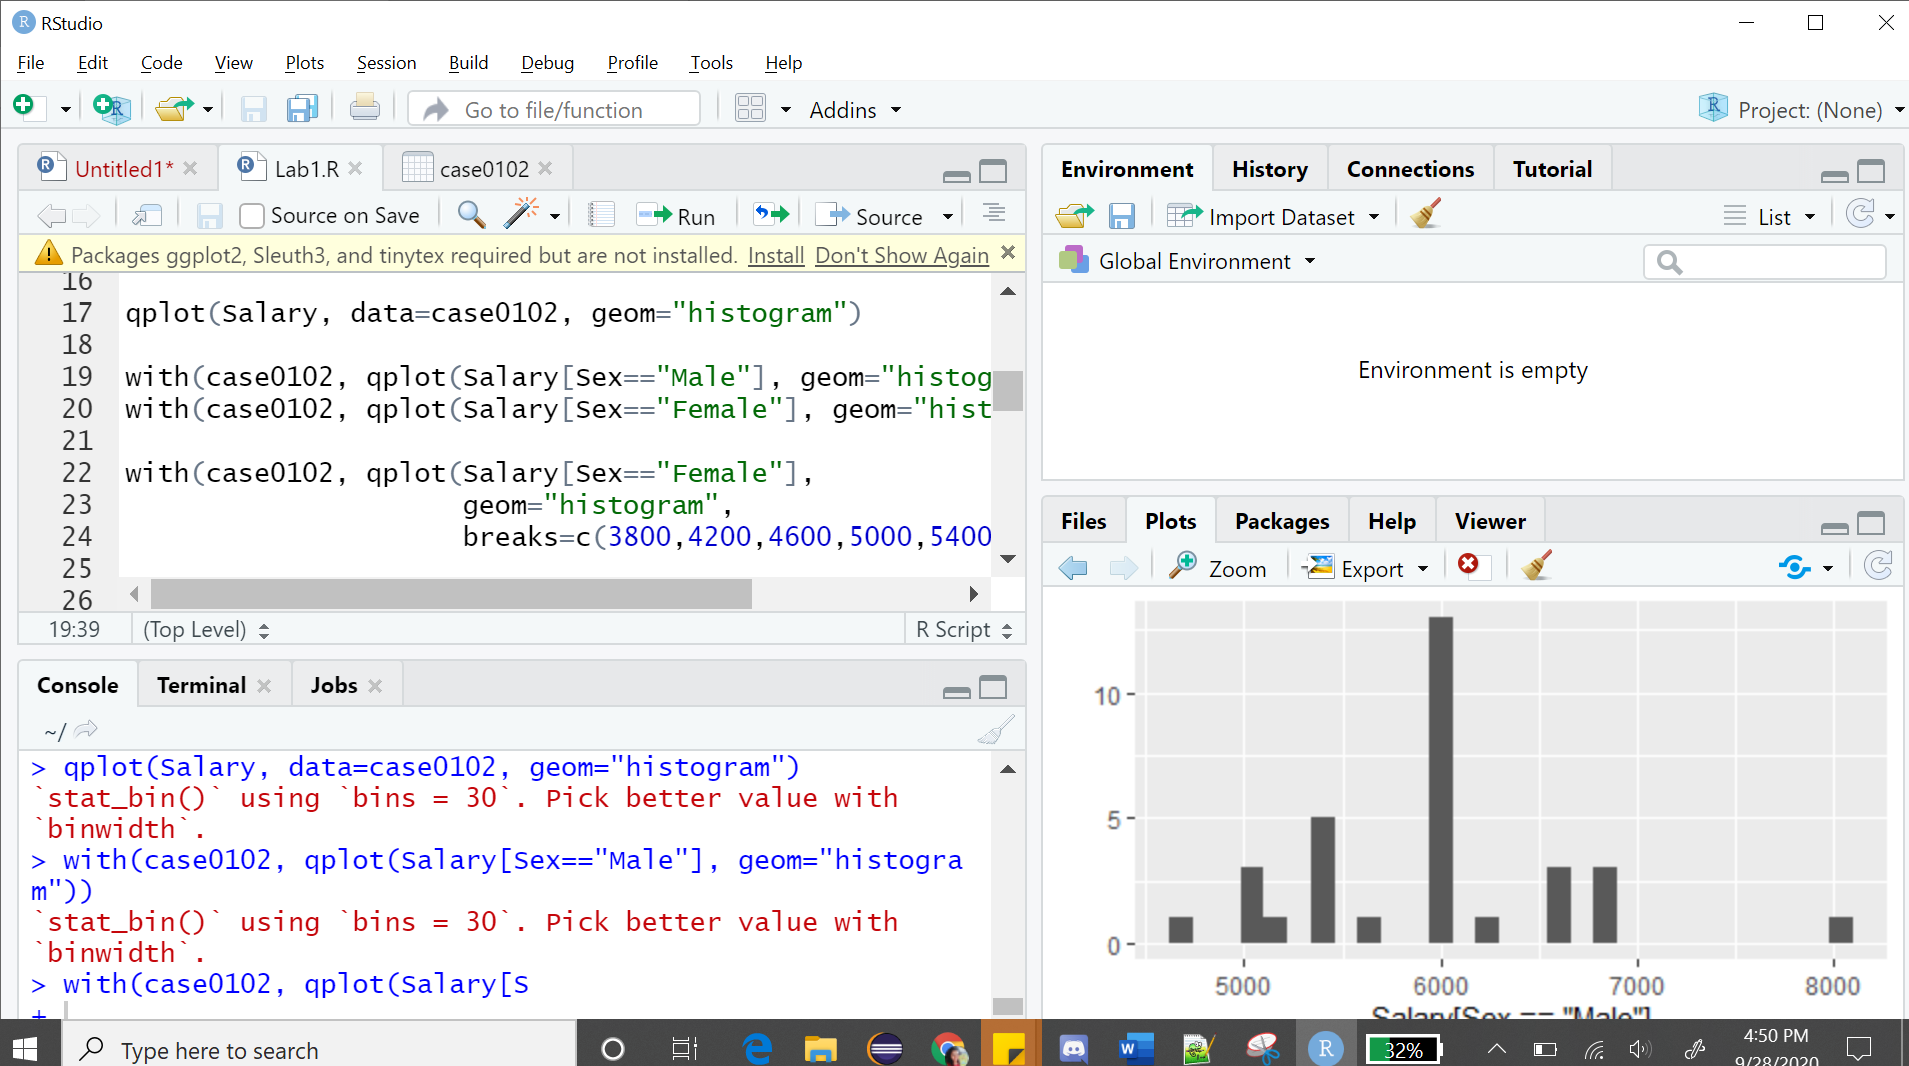 RStudio
File Edit Code View Plots Session Build Debug Profile Tools Help
Go to file/function Addins Project: (None)
Untitled1* Lab1.R case0102
Source on Save Run Source
Packages ggplot2, Sleuth3, and tinytex required but are not installed. Install Don't Show Again
16
17 qplot(Salary, data=case0102, geom="histogram")
18
19 with(case0102, qplot(Salary[Sex=="Male"], geom="histog
20 with(case0102, qplot(Salary[Sex=="Female"], geom="hist
21
22 with(case0102, qplot(Salary[Sex=="Female"],
23 geom="histogram",
24 breaks=c(3800,4200,4600,5000,5400
25
26
19:39 (Top Level) R Script
Console Terminal Jobs
~/
> qplot(Salary, data=case0102, geom="histogram")
`stat_bin()` using `bins = 30`. Pick better value with
`binwidth`.
> with(case0102, qplot(Salary[Sex=="Male"], geom="histogra
m"))
`stat_bin()` using `bins = 30`. Pick better value with
`binwidth`.
> with(case0102, qplot(Salary[S
+
Environment History Connections Tutorial
Import Dataset List
Global Environment
Environment is empty
Files Plots Packages Help Viewer
Zoom Export
10
5
0
5000 6000 7000 8000
Salary[Sex == "Male"]
Type here to search
32%
4:50 PM
9/28/2020